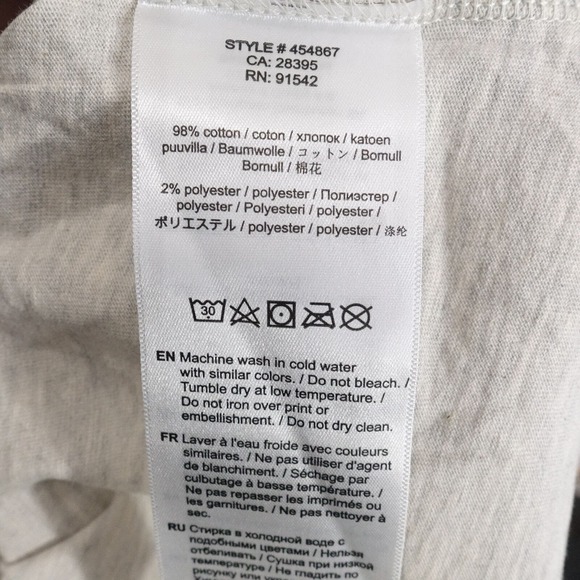 STYLE # 454867
CA: 28395
RN: 91542
98% cotton / coton / хлопок / katoen
puuvilla / Baumwolle / コットン / Bomull
Bornull / 棉花
2% polyester / polyester / Полиэстер /
polyester / Polyesteri / polyester /
ポリエステル / polyester / polyester / 涤纶
30
EN Machine wash in cold water
with similar colors. / Do not bleach. /
Tumble dry at low temperature. /
Do not iron over print or
embellishment. / Do not dry clean.
FR Laver à l'eau froide avec couleurs
similaires. / Ne pas utiliser d'agent
de blanchiment. / Séchage par
culbutage à basse température. /
Ne pas repasser les imprimés ou
les garnitures. / Ne pas nettoyer à
sec.
RU Стирка в холодной воде с
подобными цветами / Нельзя
отбеливать / Сушка при низкой
температуре / Не гладить по
рисунку или